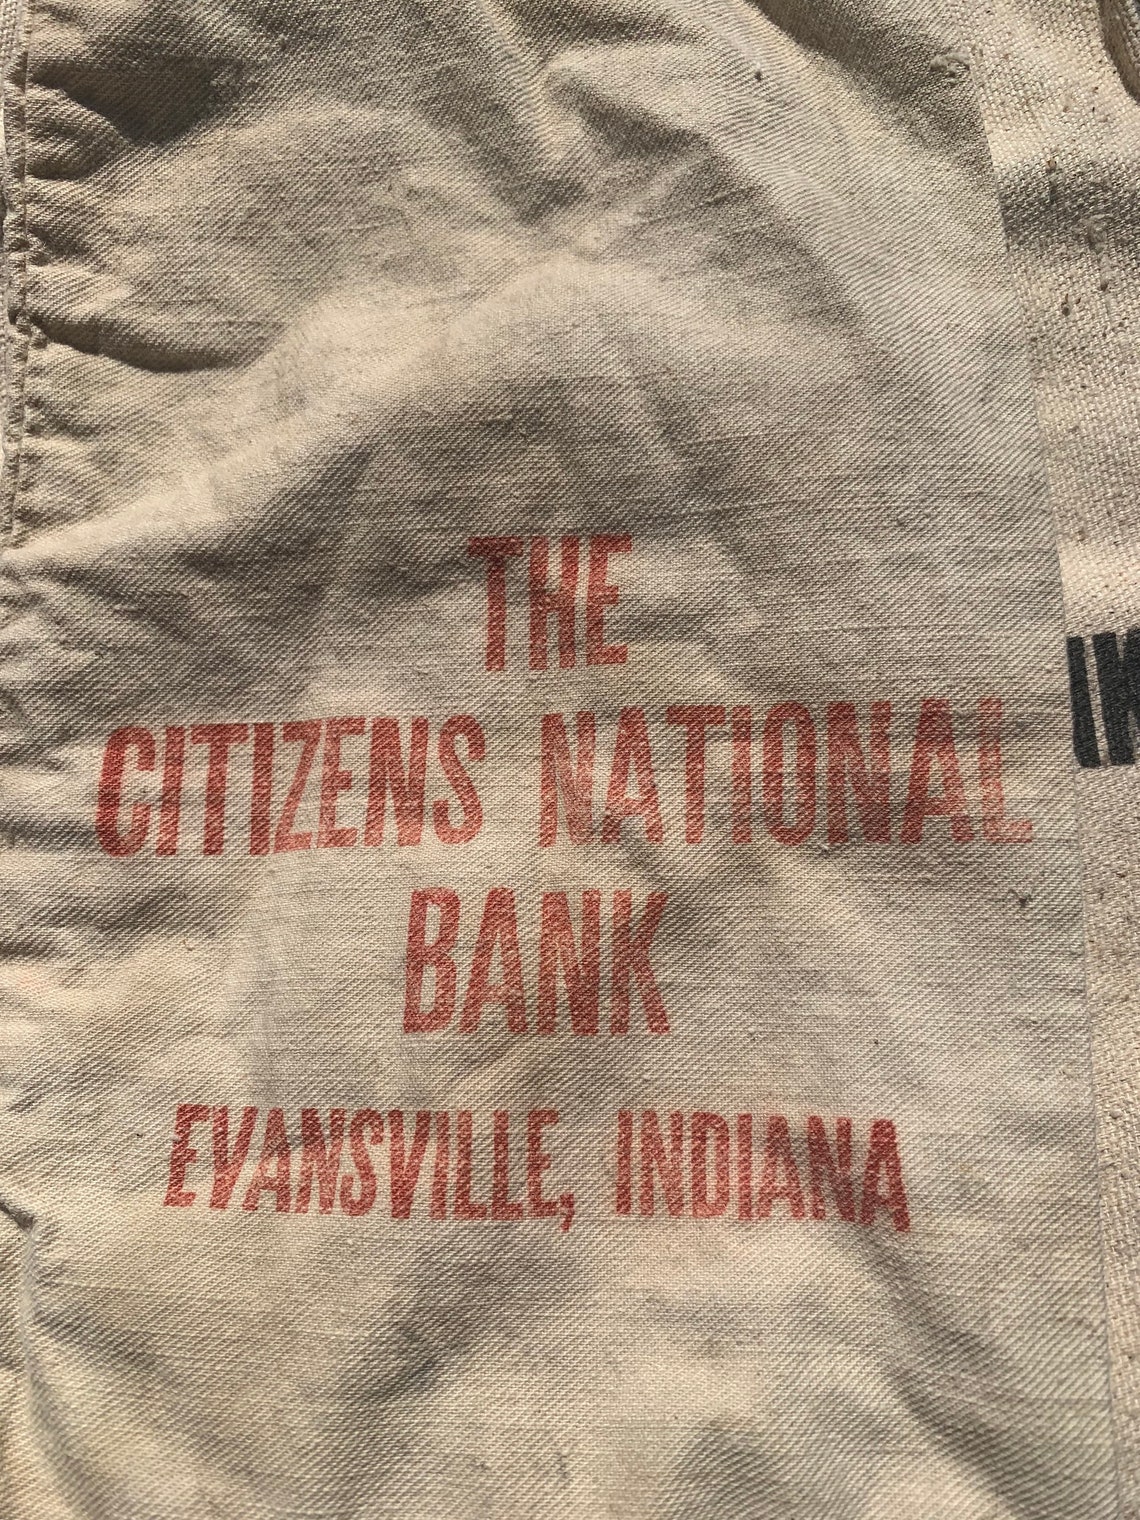 THE
CITIZENS NATIONAL
BANK
EVANSVILLE, INDIANA